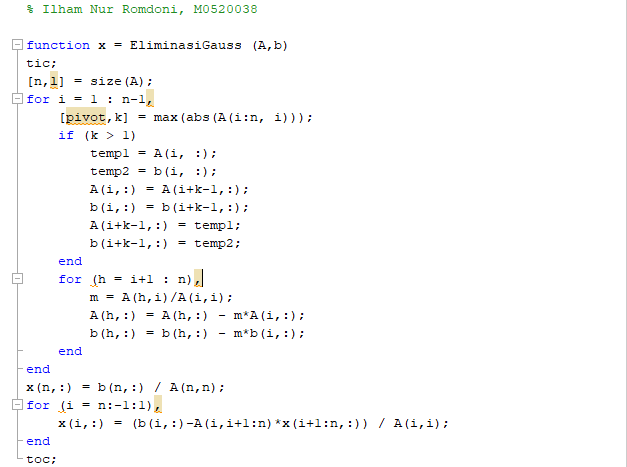 % Ilham Nur Romdoni, M0520038
function x = EliminasiGauss (A,b)
tic;
[n,l] = size(A);
for i = 1 : n-1,
[pivot,k] = max(abs(A(i:n, i)));
if (k > 1)
temp1 = A(i, :);
temp2 = b(i, :);
A(i,:) = A(i+k-1,:);
b(i,:) = b(i+k-1,:);
A(i+k-1,:) = temp1;
b(i+k-1,:) = temp2;
end
for (h = i+1 : n),
m = A(h,i)/A(i,i);
A(h,:) = A(h,:) - m*A(i,:);
b(h,:) = b(h,:) - m*b(i,:);
end
end
x(n,:) = b(n,:) / A(n,n);
for (i = n:-1:1),
x(i,:) = (b(i,:)-A(i,i+1:n)*x(i+1:n,:)) / A(i,i);
end
toc;